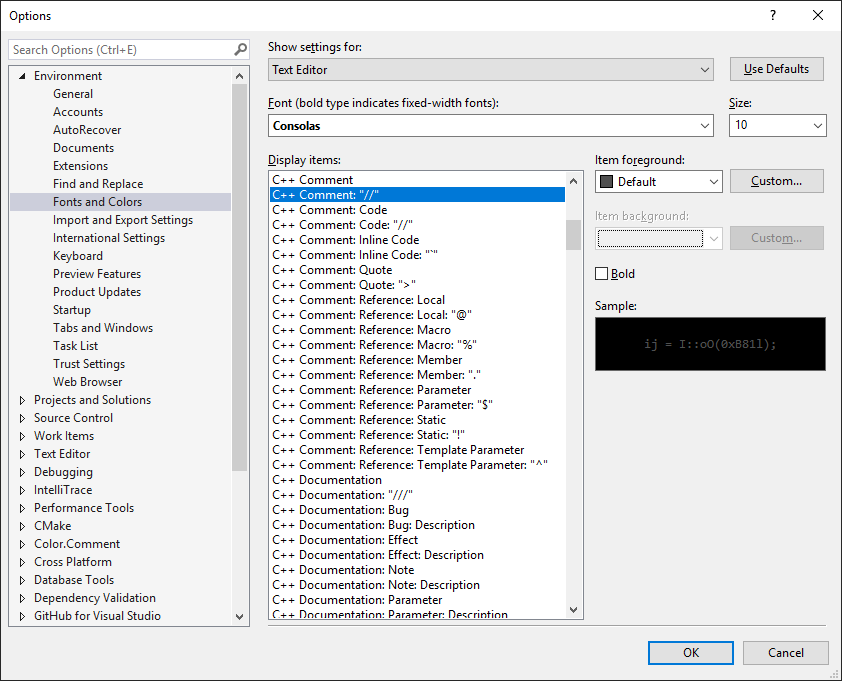 Options
?
Search Options (Ctrl+E)
Environment
General
Accounts
AutoRecover
Documents
Extensions
Find and Replace
Fonts and Colors
Import and Export Settings
International Settings
Keyboard
Preview Features
Product Updates
Startup
Tabs and Windows
Task List
Trust Settings
Web Browser
Projects and Solutions
Source Control
Work Items
Text Editor
Debugging
IntelliTrace
Performance Tools
CMake
Color.Comment
Cross Platform
Database Tools
Dependency Validation
GitHub for Visual Studio
Show settings for:
Text Editor
Use Defaults
Font (bold type indicates fixed-width fonts):
Size:
Consolas
10
Display items:
C++ Comment
C++ Comment: "//"
C++ Comment: Code
C++ Comment: Code: "//"
C++ Comment: Inline Code
C++ Comment: Inline Code: "`"
C++ Comment: Quote
C++ Comment: Quote: ">"
C++ Comment: Reference: Local
C++ Comment: Reference: Local: "@"
C++ Comment: Reference: Macro
C++ Comment: Reference: Macro: "%"
C++ Comment: Reference: Member
C++ Comment: Reference: Member: "."
C++ Comment: Reference: Parameter
C++ Comment: Reference: Parameter: "$"
C++ Comment: Reference: Static
C++ Comment: Reference: Static: "!"
C++ Comment: Reference: Template Parameter
C++ Comment: Reference: Template Parameter: "^"
C++ Documentation
C++ Documentation: "///"
C++ Documentation: Bug
C++ Documentation: Bug: Description
C++ Documentation: Effect
C++ Documentation: Effect: Description
C++ Documentation: Note
C++ Documentation: Note: Description
C++ Documentation: Parameter
C++ Documentation: Parameter: Description
Item foreground:
Default
Custom...
Item background:
Custom...
Bold
Sample:
ij = I::oO(0xB81l);
OK
Cancel